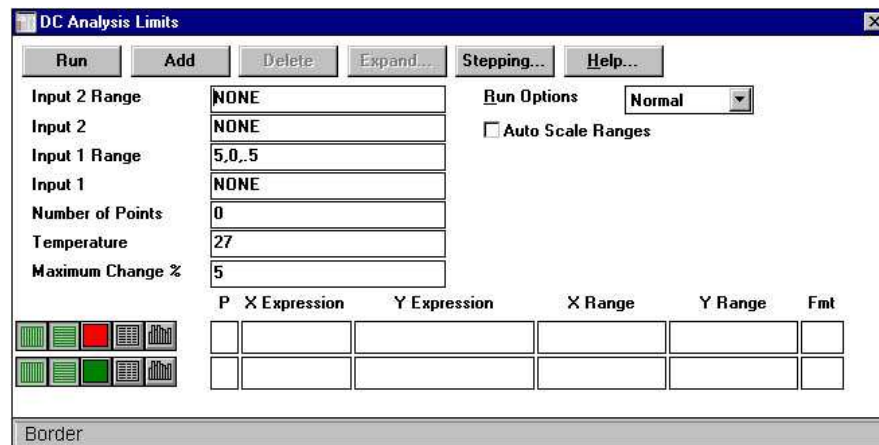 DC Analysis Limits
Run Add Delete Expand... Stepping... Help...
Input 2 Range NONE Run Options Normal
Input 2 NONE Auto Scale Ranges
Input 1 Range 5,0,.5
Input 1 NONE
Number of Points 0
Temperature 27
Maximum Change % 5
P X Expression Y Expression X Range Y Range Fmt
Border